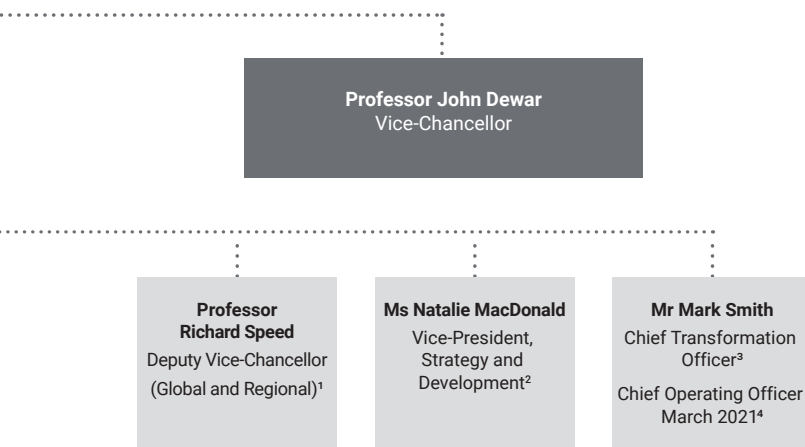 Professor John Dewar
Vice-Chancellor
Professor
Richard Speed
Deputy Vice-Chancellor
(Global and Regional)¹
Ms Natalie MacDonald
Vice-President,
Strategy and
Development²
Mr Mark Smith
Chief Transformation
Officer³
Chief Operating Officer
March 2021⁴